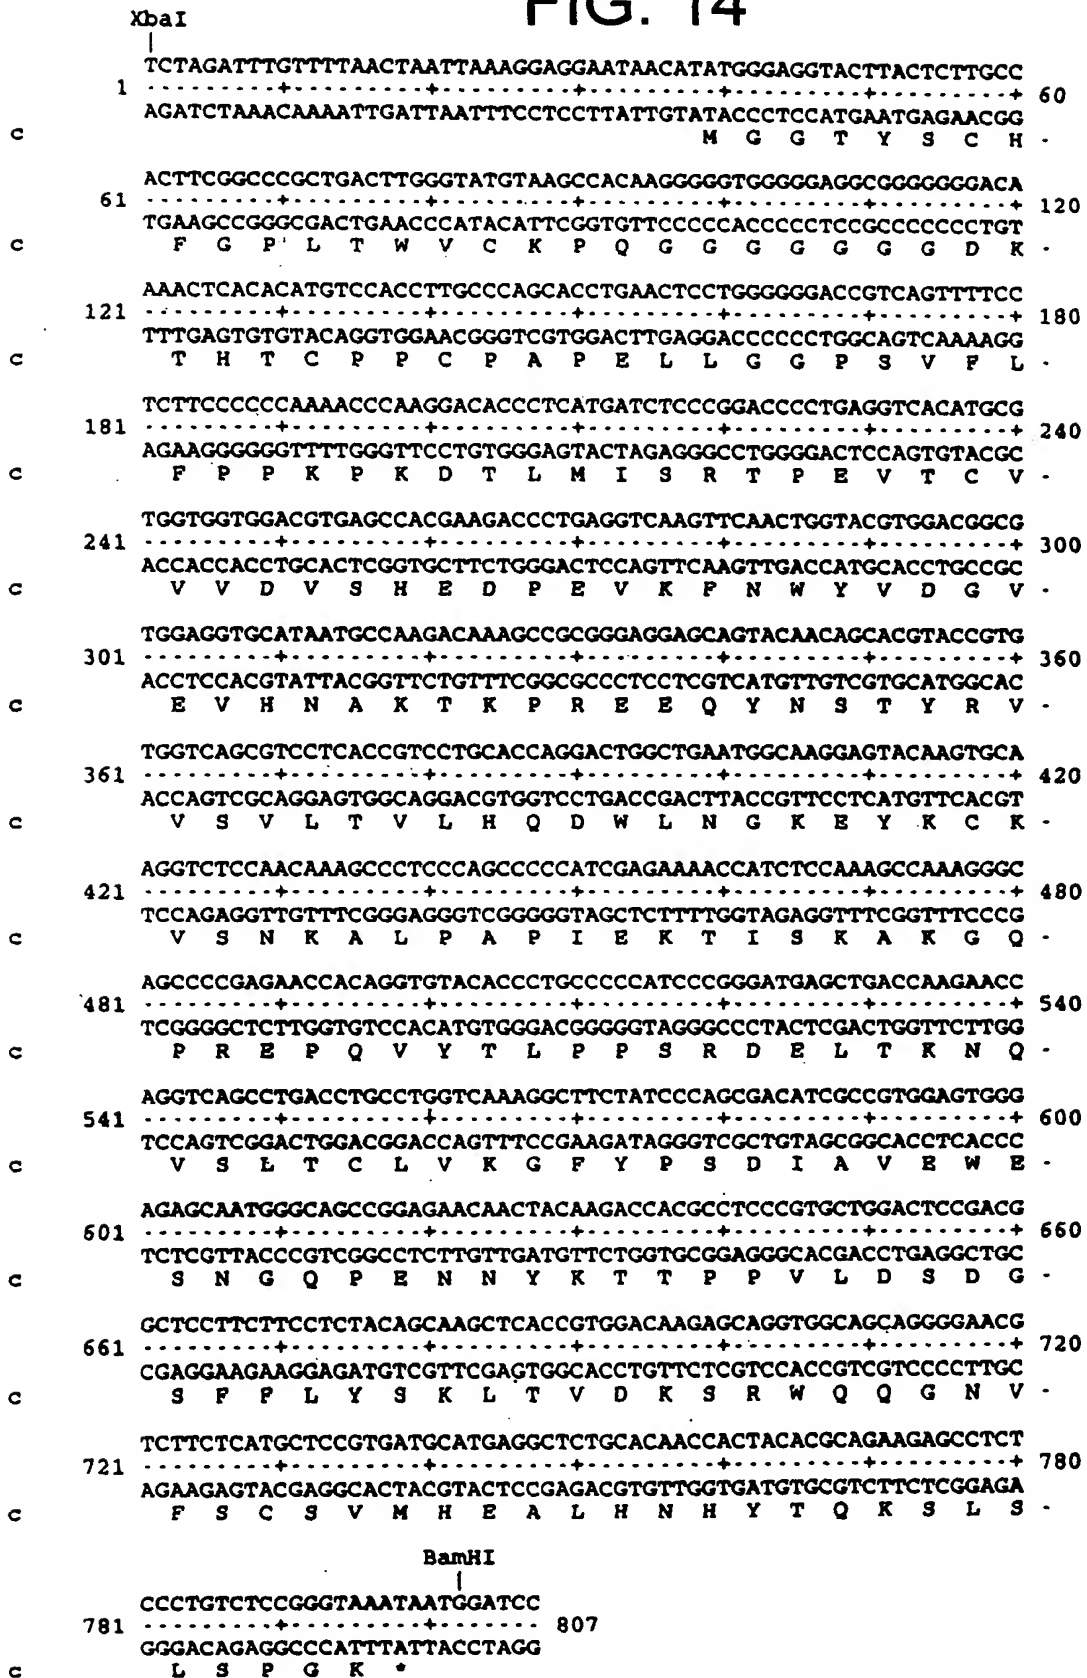 FIG. 14
XbaI
TCTAGATTTGTTTTAACTAATTAAAGGAGGAATAACATATGGGAGGTACTTACTCTTGCC
1 ---------+---------+---------+---------+---------+---------+ 60
AGATCTAAACAAAATTGATTAATTTCCTCCTTATTGTATACCCTCCATGAATGAGAACGG
c M G G T Y S C H -
ACTTCGGCCCGCTGACTTGGGTATGTAAGCCACAAGGGGGTGGGGGAGGCGGGGGGGACA
61 ---------+---------+---------+---------+---------+---------+ 120
TGAAGCCGGGCGACTGAACCCATACATTCGGTGTTCCCCCACCCCCTCCGCCCCCCCTGT
c F G P L T W V C K P Q G G G G G G G D K -
AAACTCACACATGTCCACCTTGCCCAGCACCTGAACTCCTGGGGGGACCGTCAGTTTTCC
121 ---------+---------+---------+---------+---------+---------+ 180
TTTGAGTGTGTACAGGTGGAACGGGTCGTGGACTTGAGGACCCCCCTGGCAGTCAAAAGG
c T H T C P P C P A P E L L G G P S V F L -
TCTTCCCCCCAAAACCCAAGGACACCCTCATGATCTCCCGGACCCCTGAGGTCACATGCG
181 ---------+---------+---------+---------+---------+---------+ 240
AGAAGGGGGGTTTTGGGTTCCTGTGGGAGTACTAGAGGGCCTGGGGACTCCAGTGTACGC
c F P P K P K D T L M I S R T P E V T C V -
TGGTGGTGGACGTGAGCCACGAAGACCCTGAGGTCAAGTTCAACTGGTACGTGGACGGCG
241 ---------+---------+---------+---------+---------+---------+ 300
ACCACCACCTGCACTCGGTGCTTCTGGGACTCCAGTTCAAGTTGACCATGCACCTGCCGC
c V V D V S H E D P E V K F N W Y V D G V -
TGGAGGTGCATAATGCCAAGACAAAGCCGCGGGAGGAGCAGTACAACAGCACGTACCGTG
301 ---------+---------+---------+---------+---------+---------+ 360
ACCTCCACGTATTACGGTTCTGTTTCGGCGCCCTCCTCGTCATGTTGTCGTGCATGGCAC
c E V H N A K T K P R E E Q Y N S T Y R V -
TGGTCAGCGTCCTCACCGTCCTGCACCAGGACTGGCTGAATGGCAAGGAGTACAAGTGCA
361 ---------+---------+---------+---------+---------+---------+ 420
ACCAGTCGCAGGAGTGGCAGGACGTGGTCCTGACCGACTTACCGTTCCTCATGTTCACGT
c V S V L T V L H Q D W L N G K E Y K C K -
AGGTCTCCAACAAAGCCCTCCCAGCCCCCATCGAGAAAACCATCTCCAAAGCCAAAGGGC
421 ---------+---------+---------+---------+---------+---------+ 480
TCCAGAGGTTGTTTCGGGAGGGTCGGGGGTAGCTCTTTTGGTAGAGGTTTCGGTTTCCCG
c V S N K A L P A P I E K T I S K A K G Q -
AGCCCCGAGAACCACAGGTGTACACCCTGCCCCCATCCCGGGATGAGCTGACCAAGAACC
481 ---------+---------+---------+---------+---------+---------+ 540
TCGGGGCTCTTGGTGTCCACATGTGGGACGGGGGTAGGGCCCTACTCGACTGGTTCTTGG
c P R E P Q V Y T L P P S R D E L T K N Q -
AGGTCAGCCTGACCTGCCTGGTCAAAGGCTTCTATCCCAGCGACATCGCCGTGGAGTGGG
541 ---------+---------+---------+---------+---------+---------+ 600
TCCAGTCGGACTGGACGGACCAGTTTCCGAAGATAGGGTCGCTGTAGCGGCACCTCACCC
c V S L T C L V K G F Y P S D I A V E W E -
AGAGCAATGGGCAGCCGGAGAACAACTACAAGACCACGCCTCCCGTGCTGGACTCCGACG
601 ---------+---------+---------+---------+---------+---------+ 660
TCTCGTTACCCGTCGGCCTCTTGTTGATGTTCTGGTGCGGAGGGCACGACCTGAGGCTGC
c S N G Q P E N N Y K T T P P V L D S D G -
GCTCCTTCTTCCTCTACAGCAAGCTCACCGTGGACAAGAGCAGGTGGCAGCAGGGGAACG
661 ---------+---------+---------+---------+---------+---------+ 720
CGAGGAAGAAGGAGATGTCGTTCGAGTGGCACCTGTTCTCGTCCACCGTCGTCCCCTTGC
c S F F L Y S K L T V D K S R W Q Q G N V -
TCTTCTCATGCTCCGTGATGCATGAGGCTCTGCACAACCACTACACGCAGAAGAGCCTCT
721 ---------+---------+---------+---------+---------+---------+ 780
AGAAGAGTACGAGGCACTACGTACTCCGAGACGTGTTGGTGATGTGCGTCTTCTCGGAGA
c F S C S V M H E A L H N H Y T Q K S L S -
BamHI
CCCTGTCTCCGGGTAAATAATGGATCC
781 ---------+---------+------- 807
GGGACAGAGGCCCATTTATTACCTAGG
c L S P G K *